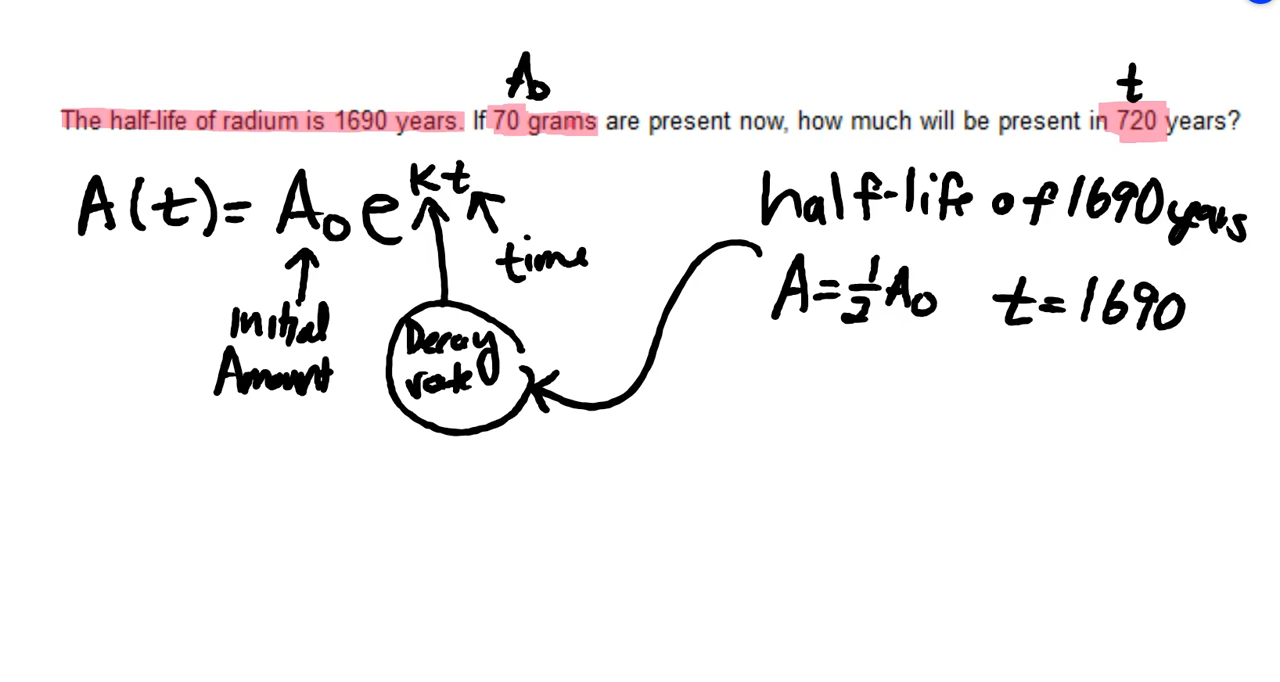 A₀
t
The half-life of radium is 1690 years. If 70 grams are present now, how much will be present in 720 years?
A(t) = A₀ e^kt
time
Initial
Amount
Decay
rate
half-life of 1690 years
A = 1/2 A₀ t = 1690